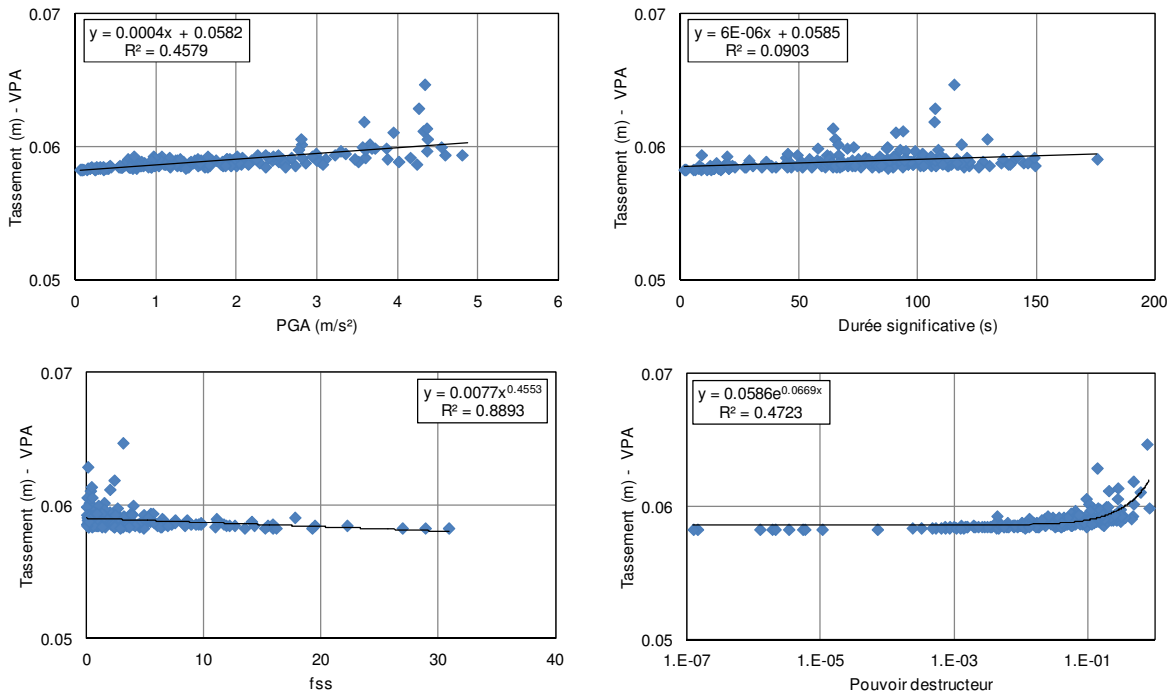 y = 0.0004x + 0.0582
R² = 0.4579
0.07
0.06
0.05
Tassement (m) - VPA
0 1 2 3 4 5 6
PGA (m/s²)
y = 6E-06x + 0.0585
R² = 0.0903
0.07
0.06
0.05
Tassement (m) - VPA
0 50 100 150 200
Durée significative (s)
y = 0.0077x^0.4553
R² = 0.8893
0.07
0.06
0.05
Tassement (m) - VPA
0 10 20 30 40
fss
y = 0.0586e^0.0669x
R² = 0.4723
0.07
0.06
0.05
Tassement (m) - VPA
1.E-07 1.E-05 1.E-03 1.E-01
Pouvoir destructeur